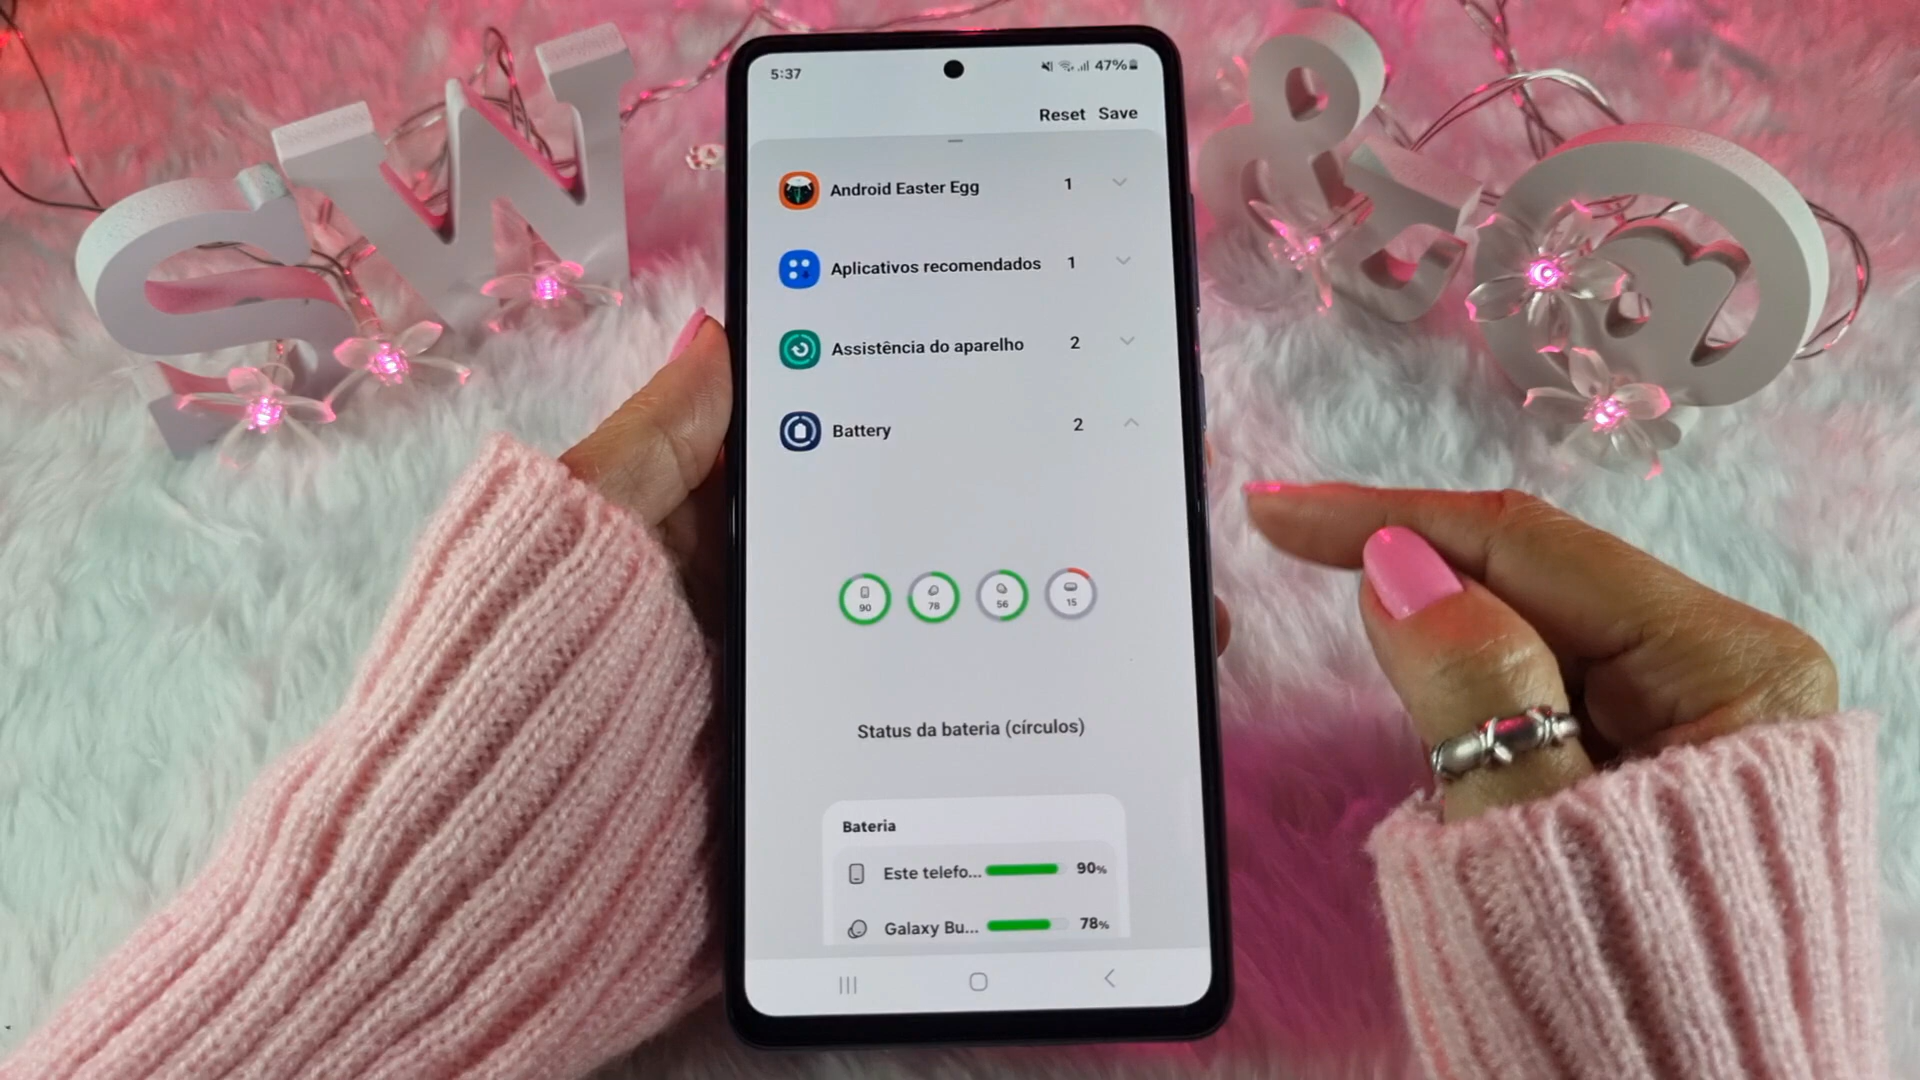 SW & m
5:37 47%
Reset Save
Android Easter Egg 1
Aplicativos recomendados 1
Assistência do aparelho 2
Battery 2
90 78 56 15
Status da bateria (círculos)
Bateria
Este telefo... 90%
Galaxy Bu... 78%